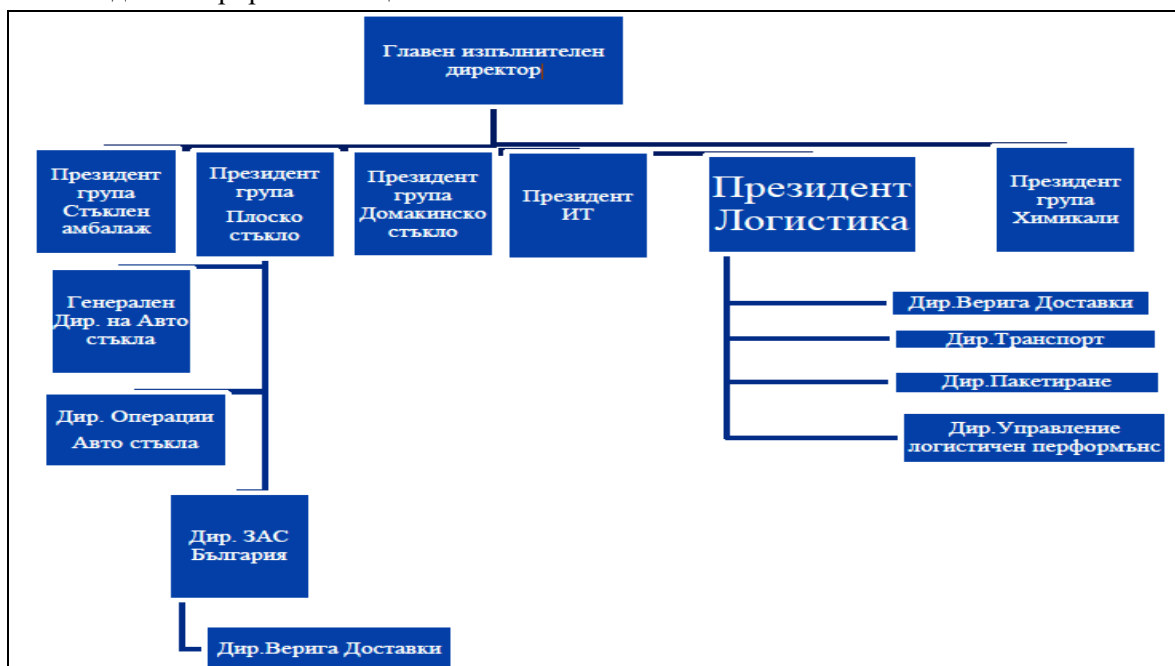 Главен изпълнителен
директор
Президент
група
Стъклен
амбалаж
Президент
група
Плоско
стъкло
Президент
група
Домакинско
стъкло
Президент
ИТ
Президент
Логистика
Президент
група
Химикали
Генерален
Дир. на Авто
стъкла
Дир. Операции
Авто стъкла
Дир. ЗАС
България
Дир.Верига Доставки
Дир.Верига Доставки
Дир.Транспорт
Дир.Пакетиране
Дир.Управление
логистичен перформънс